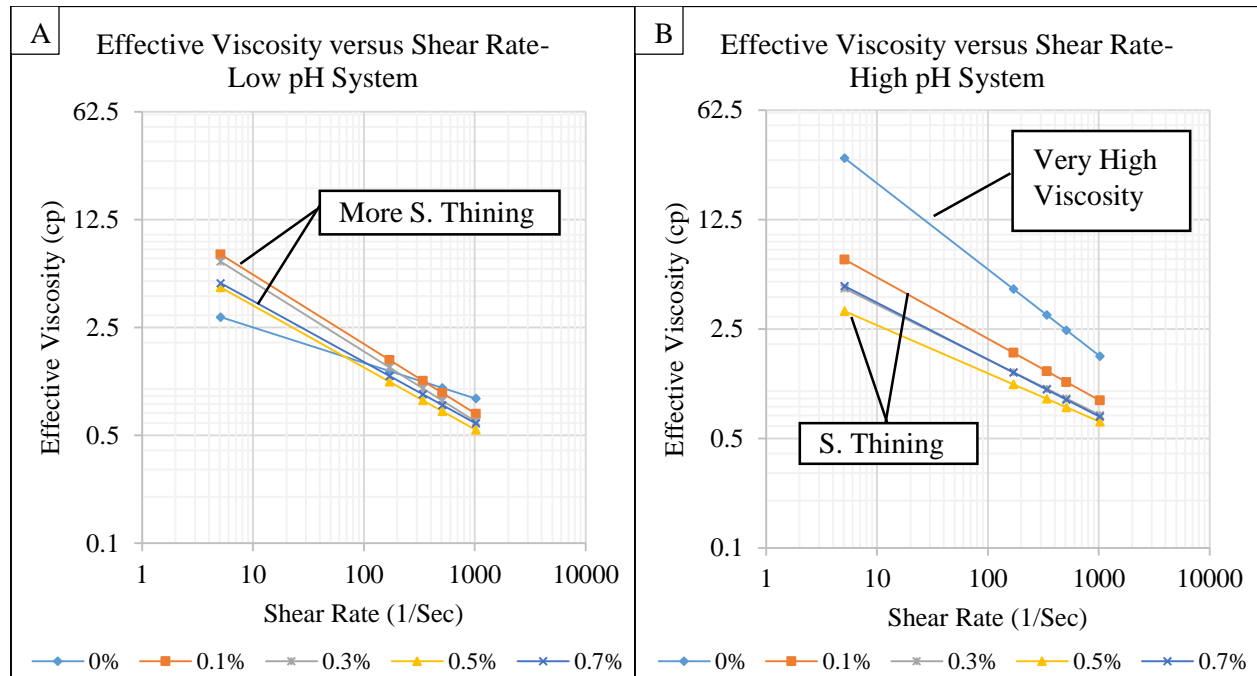 A
Effective Viscosity versus Shear Rate-
Low pH System
62.5
12.5
2.5
0.5
0.1
Effective Viscosity (cp)
More S. Thining
1 10 100 1000 10000
Shear Rate (1/Sec)
0% 0.1% 0.3% 0.5% 0.7%
B
Effective Viscosity versus Shear Rate-
High pH System
62.5
12.5
2.5
0.5
0.1
Effective Viscosity (cp)
Very High
Viscosity
S. Thining
1 10 100 1000 10000
Shear Rate (1/Sec)
0% 0.1% 0.3% 0.5% 0.7%